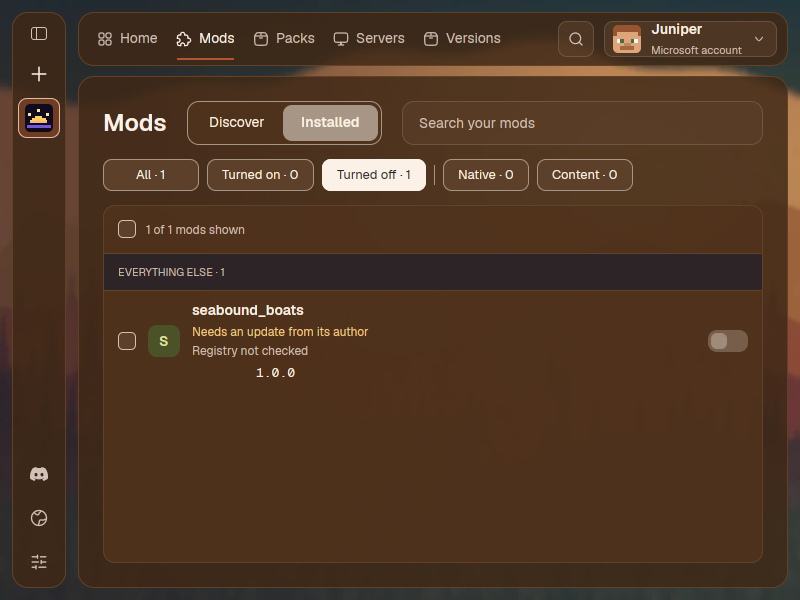 Home
Mods
Packs
Servers
Versions
Juniper
Microsoft account
Mods
Discover
Installed
Search your mods
All · 1
Turned on · 0
Turned off · 1
Native · 0
Content · 0
1 of 1 mods shown
EVERYTHING ELSE · 1
S
seabound_boats
Needs an update from its author
Registry not checked
1.0.0